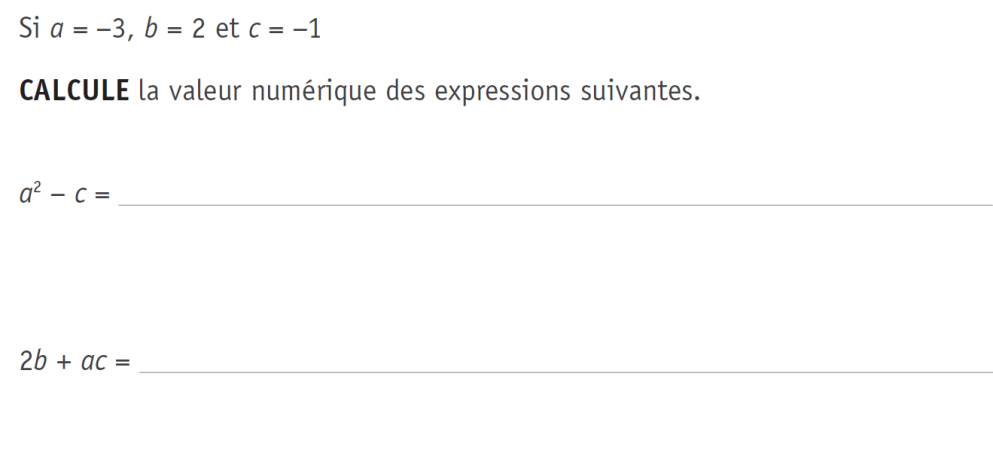 Si a = –3, b = 2 et c = –1
CALCULE la valeur numérique des expressions suivantes.
a² – c = 
2b + ac =